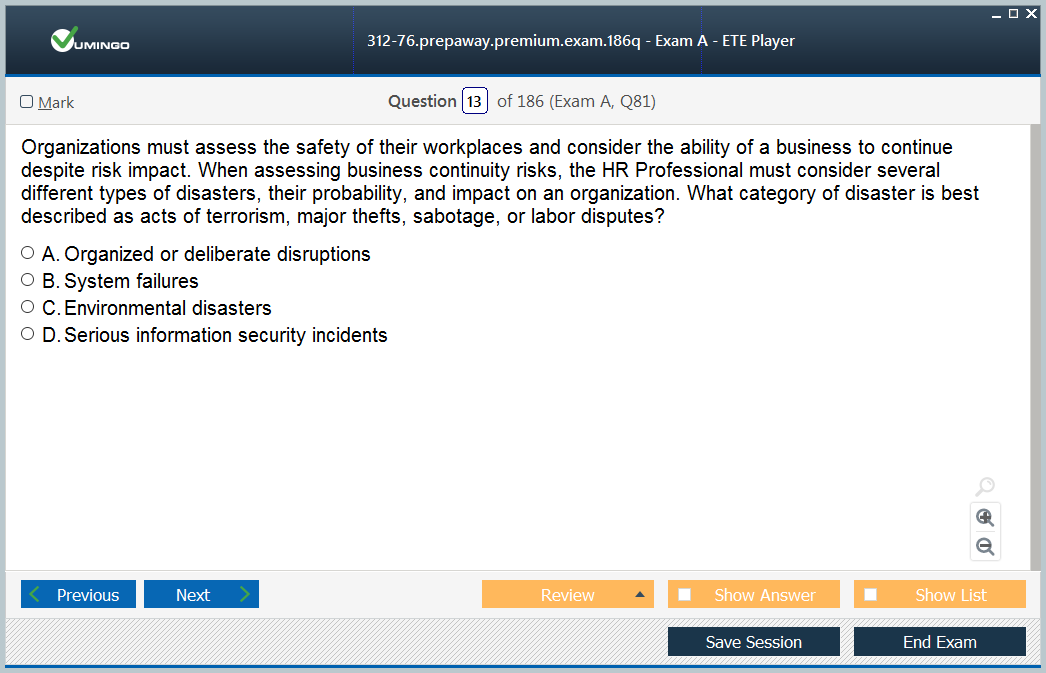 VUMINGO
312-76.prepaway.premium.exam.186q - Exam A - ETE Player
Mark
Question 13 of 186 (Exam A, Q81)
Organizations must assess the safety of their workplaces and consider the ability of a business to continue
despite risk impact. When assessing business continuity risks, the HR Professional must consider several
different types of disasters, their probability, and impact on an organization. What category of disaster is best
described as acts of terrorism, major thefts, sabotage, or labor disputes?
A. Organized or deliberate disruptions
B. System failures
C. Environmental disasters
D. Serious information security incidents
Previous Next Review Show Answer Show List
Save Session End Exam